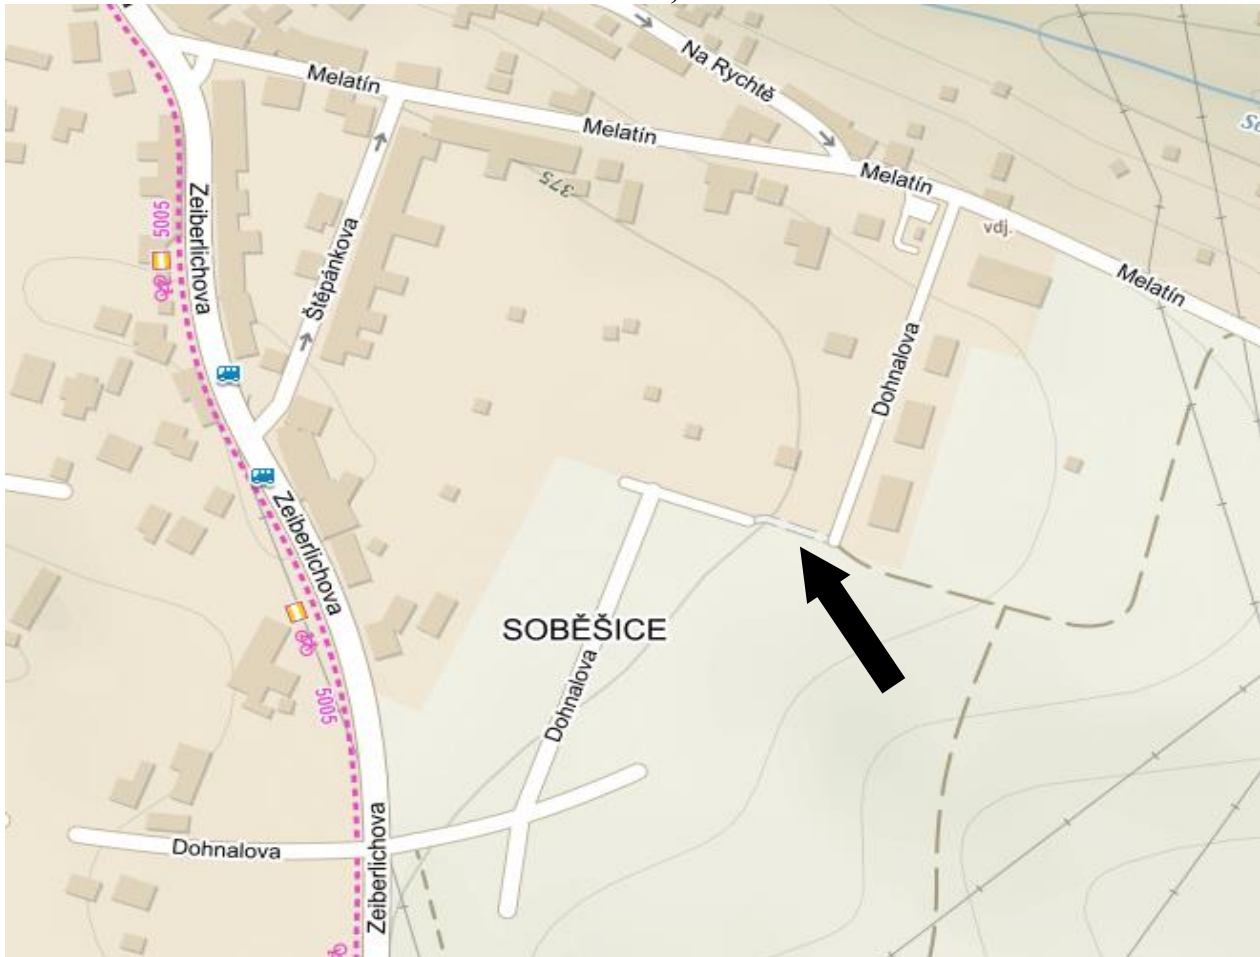 Na Rychtě
Melatín
Melatín
Melatín
Melatín
Zeiberlichova
5005
Štěpánkova
375
vdj.
Dohnalova
Zeiberlichova
SOBĚŠICE
Dohnalova
5005
Dohnalova
Zeiberlichova